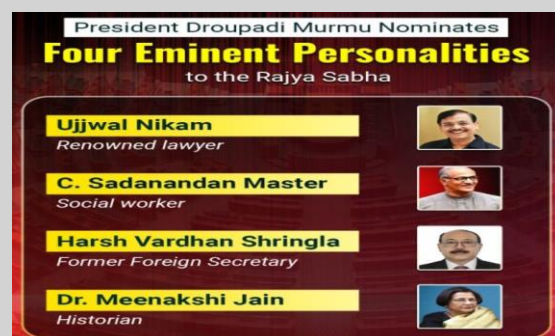 President Droupadi Murmu Nominates
Four Eminent Personalities
to the Rajya Sabha
Ujjwal Nikam
Renowned lawyer
C. Sadanandan Master
Social worker
Harsh Vardhan Shringla
Former Foreign Secretary
Dr. Meenakshi Jain
Historian